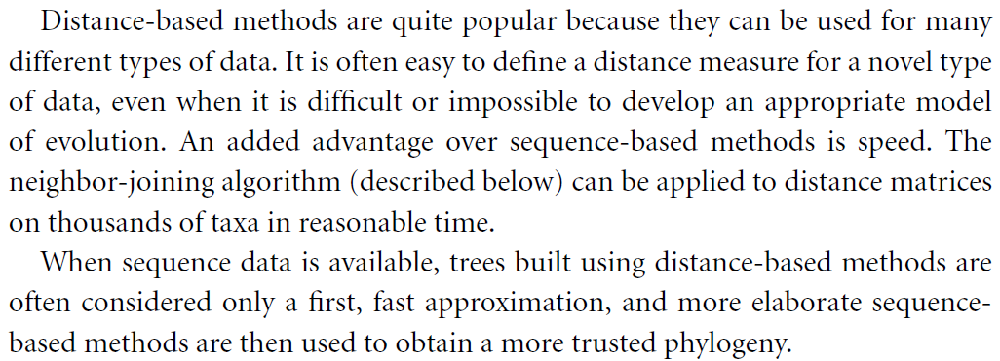 Distance-based methods are quite popular because they can be used for many
different types of data. It is often easy to define a distance measure for a novel type
of data, even when it is difficult or impossible to develop an appropriate model
of evolution. An added advantage over sequence-based methods is speed. The
neighbor-joining algorithm (described below) can be applied to distance matrices
on thousands of taxa in reasonable time.
When sequence data is available, trees built using distance-based methods are
often considered only a first, fast approximation, and more elaborate sequence-
based methods are then used to obtain a more trusted phylogeny.